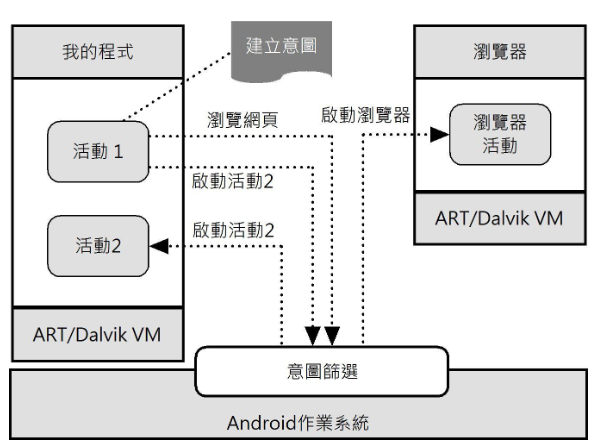 我的程式
建立意圖
瀏覽器
瀏覽網頁
啟動瀏覽器
瀏覽器
活動
活動 1
啟動活動2
啟動活動2
活動2
ART/Dalvik VM
ART/Dalvik VM
意圖篩選
Android作業系統